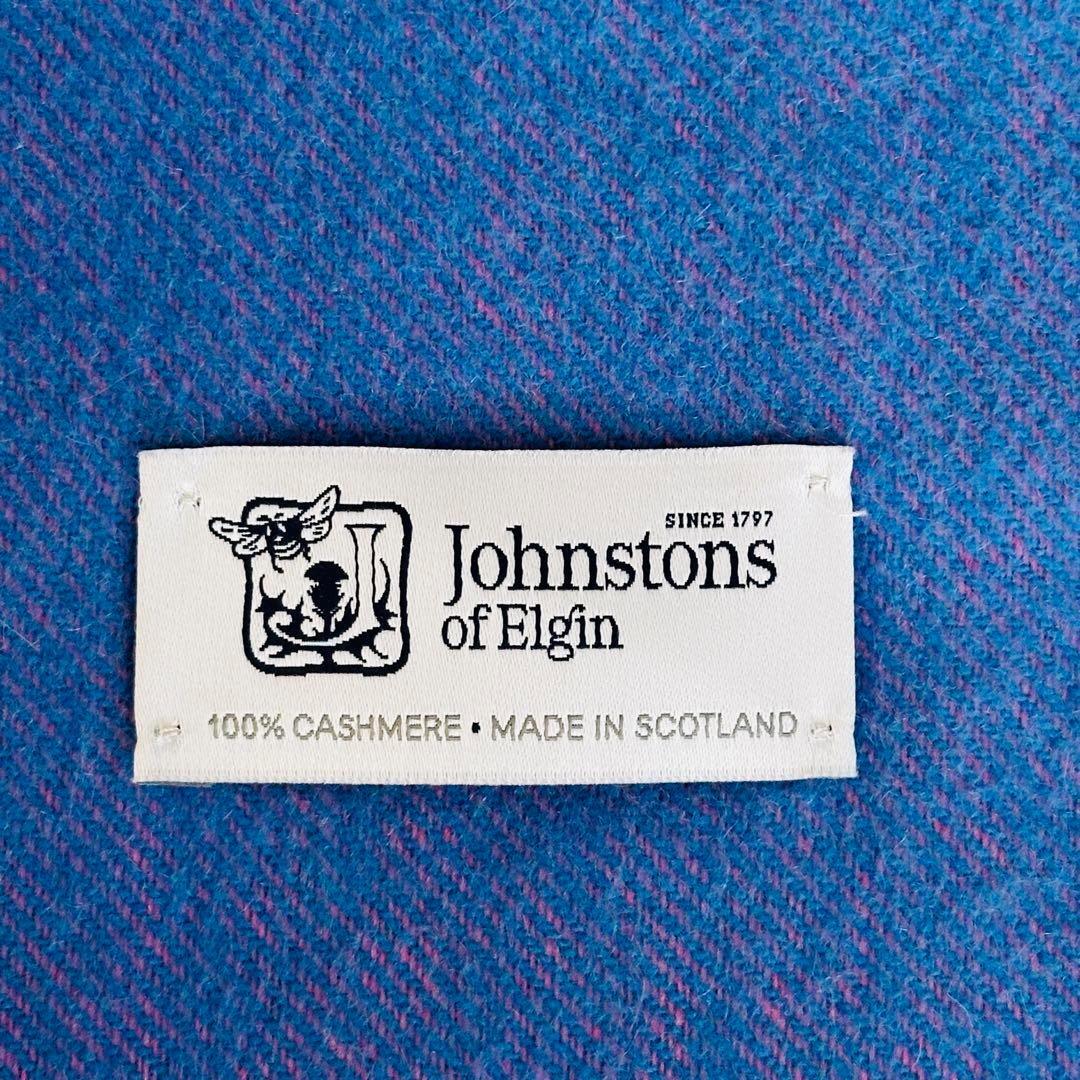 SINCE 1797
Johnstons
of Elgin
100% CASHMERE • MADE IN SCOTLAND